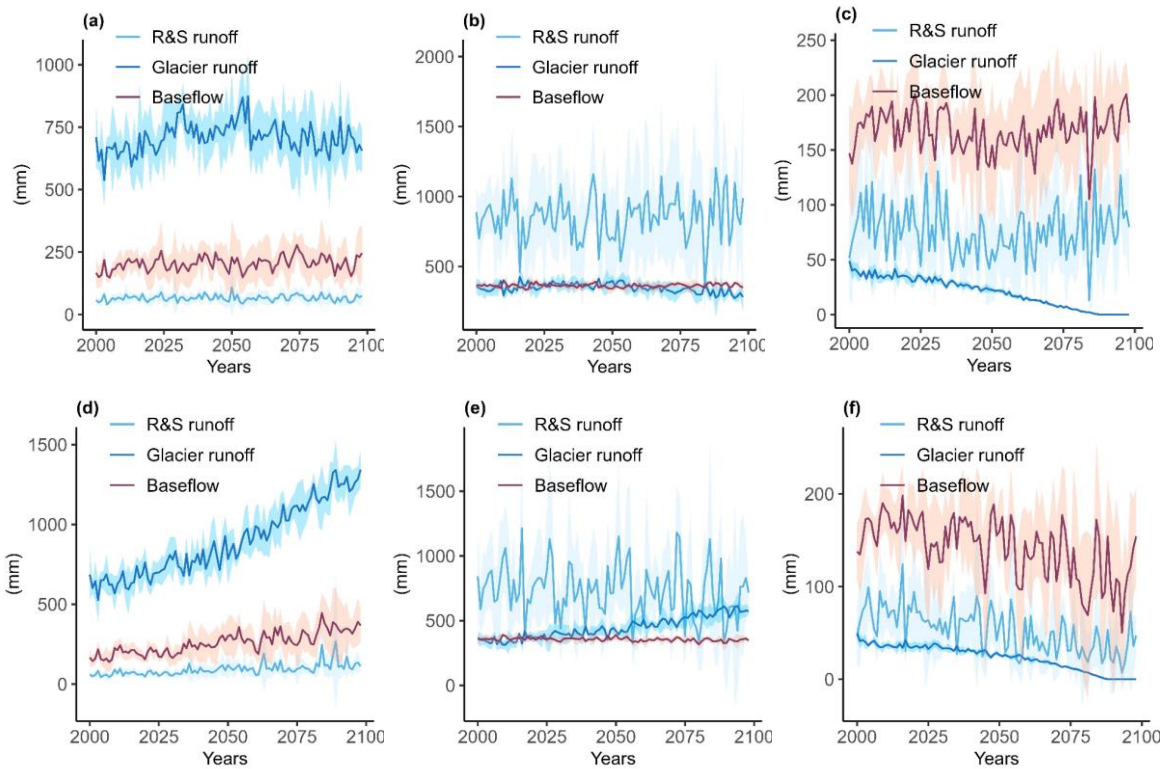 (a)
R&S runoff
Glacier runoff
Baseflow
1000
750
500
250
0
(mm)
2000 2025 2050 2075 2100
Years
(b)
R&S runoff
Glacier runoff
Baseflow
2000
1500
1000
500
(mm)
2000 2025 2050 2075 2100
Years
(c)
R&S runoff
Glacier runoff
Baseflow
250
200
150
100
50
0
(mm)
2000 2025 2050 2075 2100
Years
(d)
R&S runoff
Glacier runoff
Baseflow
1500
1000
500
0
(mm)
2000 2025 2050 2075 2100
Years
(e)
R&S runoff
Glacier runoff
Baseflow
1500
1000
500
0
(mm)
2000 2025 2050 2075 2100
Years
(f)
R&S runoff
Glacier runoff
Baseflow
200
100
0
(mm)
2000 2025 2050 2075 2100
Years